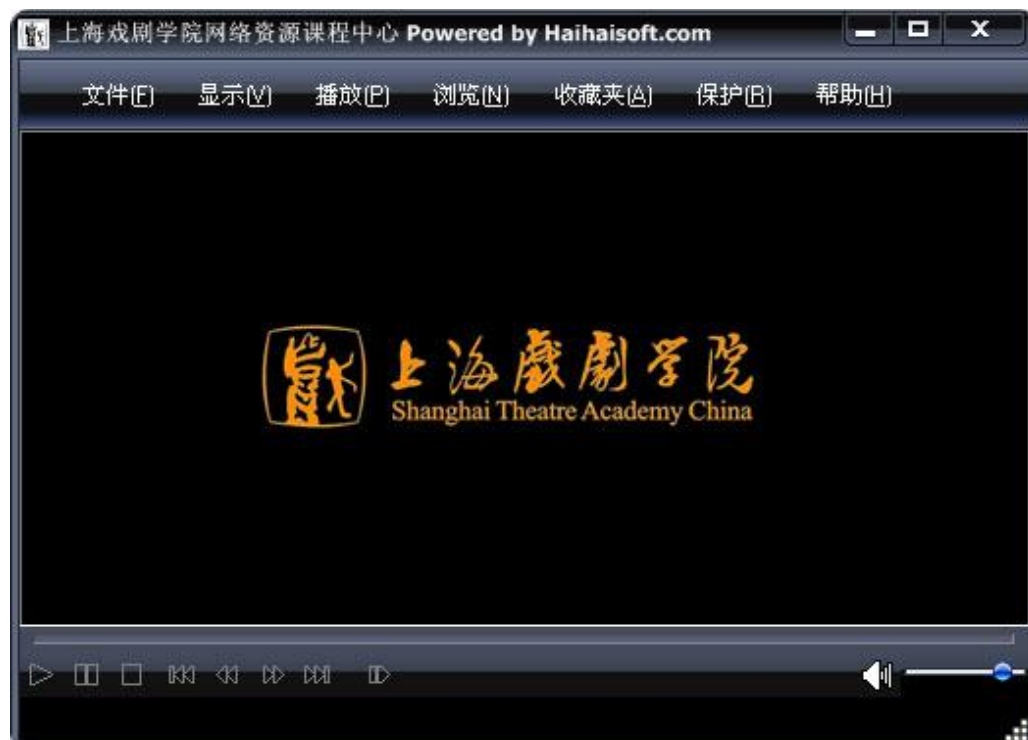 上海戏剧学院网络资源课程中心 Powered by Haihaisoft.com
文件(F) 显示(V) 播放(P) 浏览(N) 收藏夹(A) 保护(R) 帮助(H)
上海戲劇学院
Shanghai Theatre Academy China